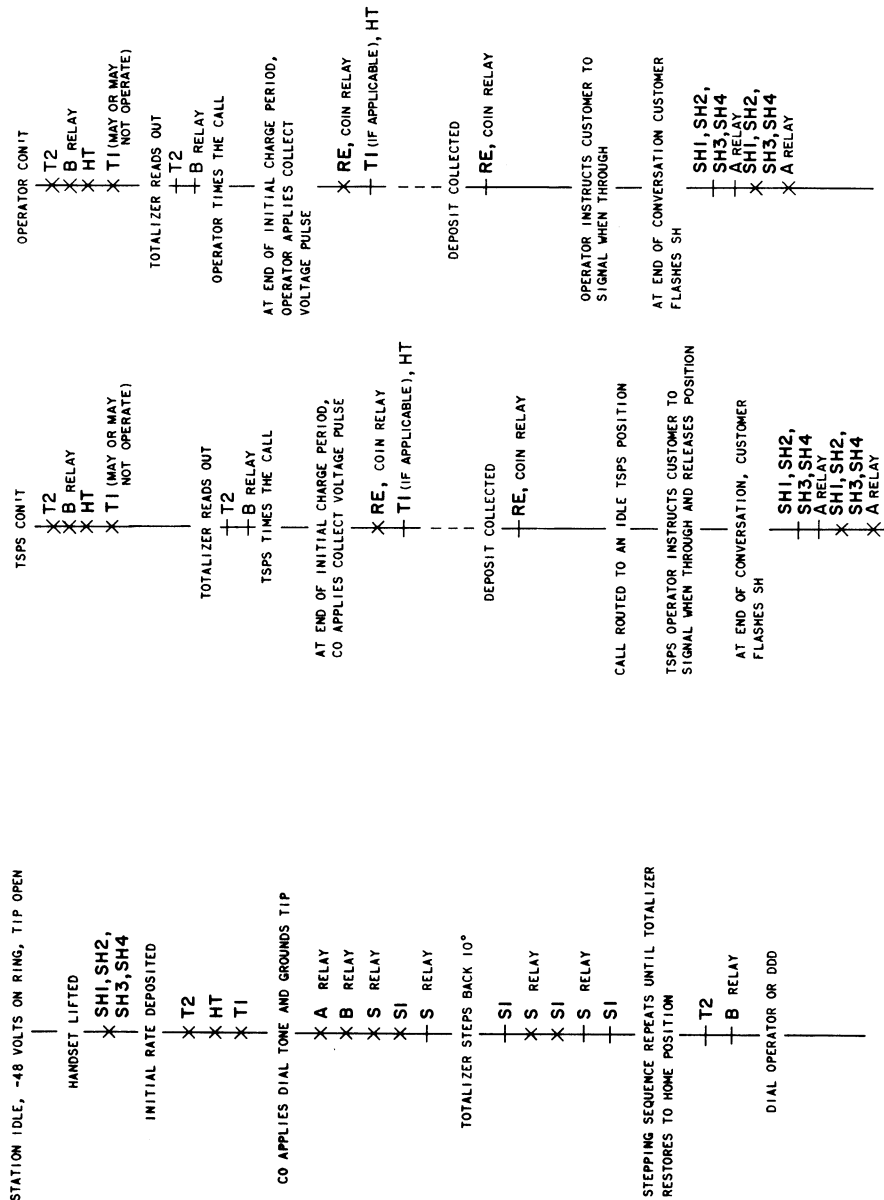 STATION IDLE, -48 VOLTS ON RING, TIP OPEN
HANDSET LIFTED
SH1, SH2,
SH3, SH4
INITIAL RATE DEPOSITED
T2
HT
T1
CO APPLIES DIAL TONE AND GROUNDS TIP
A RELAY
B RELAY
S RELAY
S1
S RELAY
TOTALIZER STEPS BACK 10°
S1
S RELAY
S1
S RELAY
S1
STEPPING SEQUENCE REPEATS UNTIL TOTALIZER
RESTORES TO HOME POSITION
T2
B RELAY
DIAL OPERATOR OR DDD
TSPS CON'T
T2
B RELAY
HT
T1 (MAY OR MAY
NOT OPERATE)
TOTALIZER READS OUT
T2
B RELAY
TSPS TIMES THE CALL
AT END OF INITIAL CHARGE PERIOD,
CO APPLIES COLLECT VOLTAGE PULSE
RE, COIN RELAY
T1 (IF APPLICABLE), HT
DEPOSIT COLLECTED
RE, COIN RELAY
CALL ROUTED TO AN IDLE TSPS POSITION
TSPS OPERATOR INSTRUCTS CUSTOMER TO
SIGNAL WHEN THROUGH AND RELEASES POSITION
AT END OF CONVERSATION, CUSTOMER
FLASHES SH
SH1, SH2,
SH3, SH4
A RELAY
SH1, SH2,
SH3, SH4
A RELAY
OPERATOR CON'T
T2
B RELAY
HT
T1 (MAY OR MAY
NOT OPERATE)
TOTALIZER READS OUT
T2
B RELAY
OPERATOR TIMES THE CALL
AT END OF INITIAL CHARGE PERIOD,
OPERATOR APPLIES COLLECT
VOLTAGE PULSE
RE, COIN RELAY
T1 (IF APPLICABLE), HT
DEPOSIT COLLECTED
RE, COIN RELAY
OPERATOR INSTRUCTS CUSTOMER TO
SIGNAL WHEN THROUGH
AT END OF CONVERSATION CUSTOMER
FLASHES SH
SH1, SH2,
SH3, SH4
A RELAY
SH1, SH2,
SH3, SH4
A RELAY